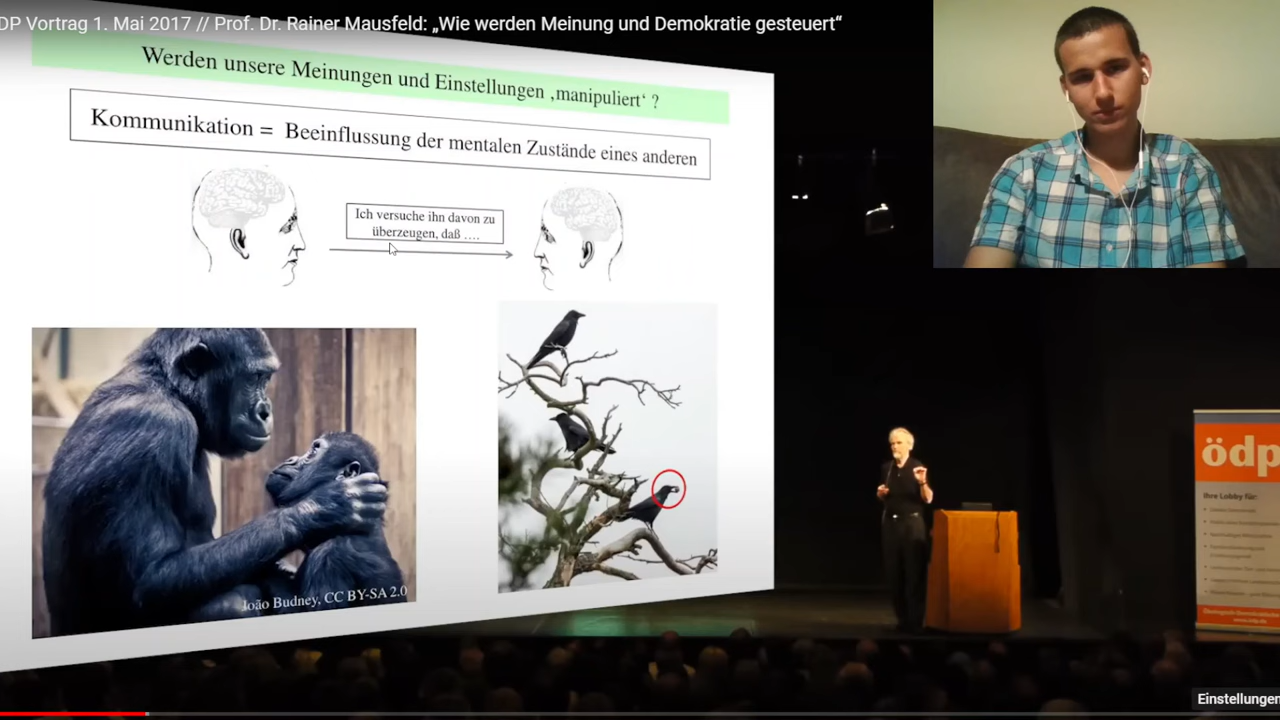 DP Vortrag 1. Mai 2017 // Prof. Dr. Rainer Mausfeld: „Wie werden Meinung und Demokratie gesteuert“
Werden unsere Meinungen und Einstellungen ‚manipuliert‘ ?
Kommunikation = Beeinflussung der mentalen Zustände eines anderen
Ich versuche ihn davon zu
überzeugen, daß ....
João Budney, CC BY-SA 2.0
ödp
Ihre Lobby für:
Einstellungen